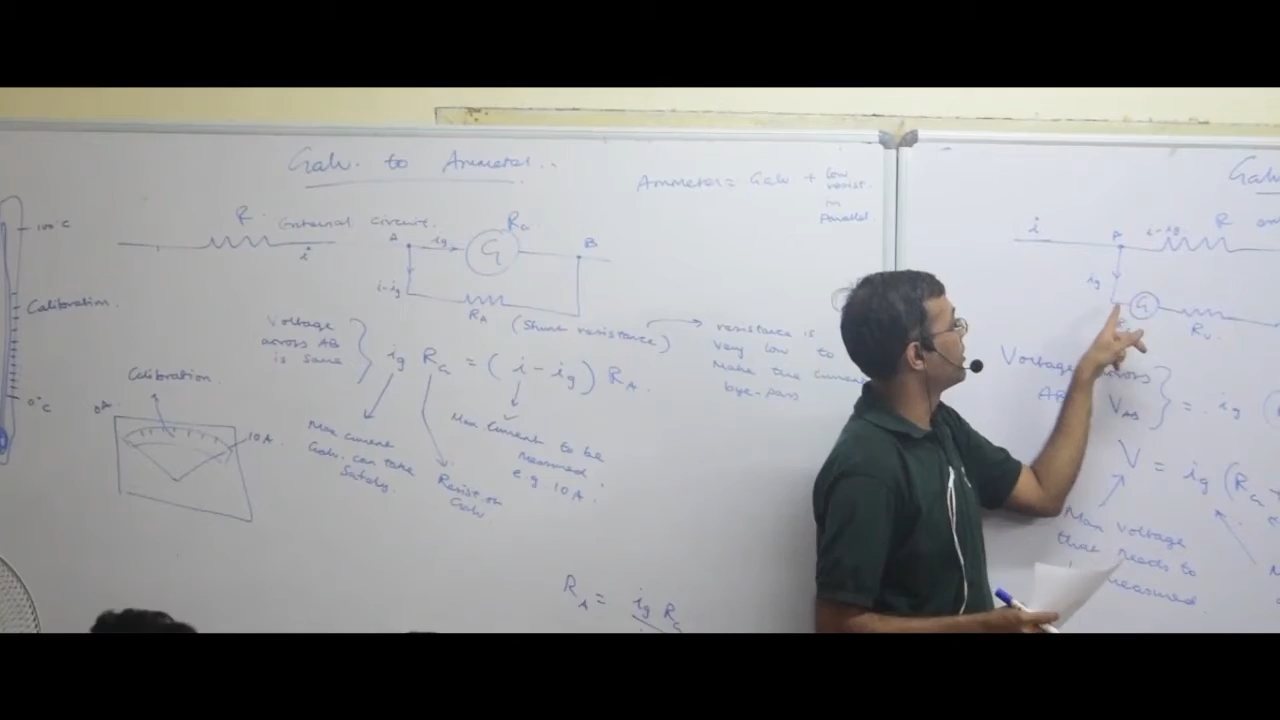 Galv. to Ammeter..
Ammeter = Galv + low
resist.
in
parallel
100°C
Calibration.
0°C
R
External circuit.
i
A
ig
RG
G
B
i-ig
RA
(Shunt resistance)
resistance is
very low to
Make the current
bye-pass
Voltage
across AB
is same
ig RG = (i - ig) RA.
Max current
Galv. can take
Safely.
Resist. on
Galv.
Max. Current to be
measured.
e.g. 10A.
Calibration.
0A
10A.
RA = ig RG
Galv
i
A
i-ig
R
ig
G
RV.
Voltage across
AB
VAB
= ig
V = ig (RG
Max voltage
that needs to
measured.